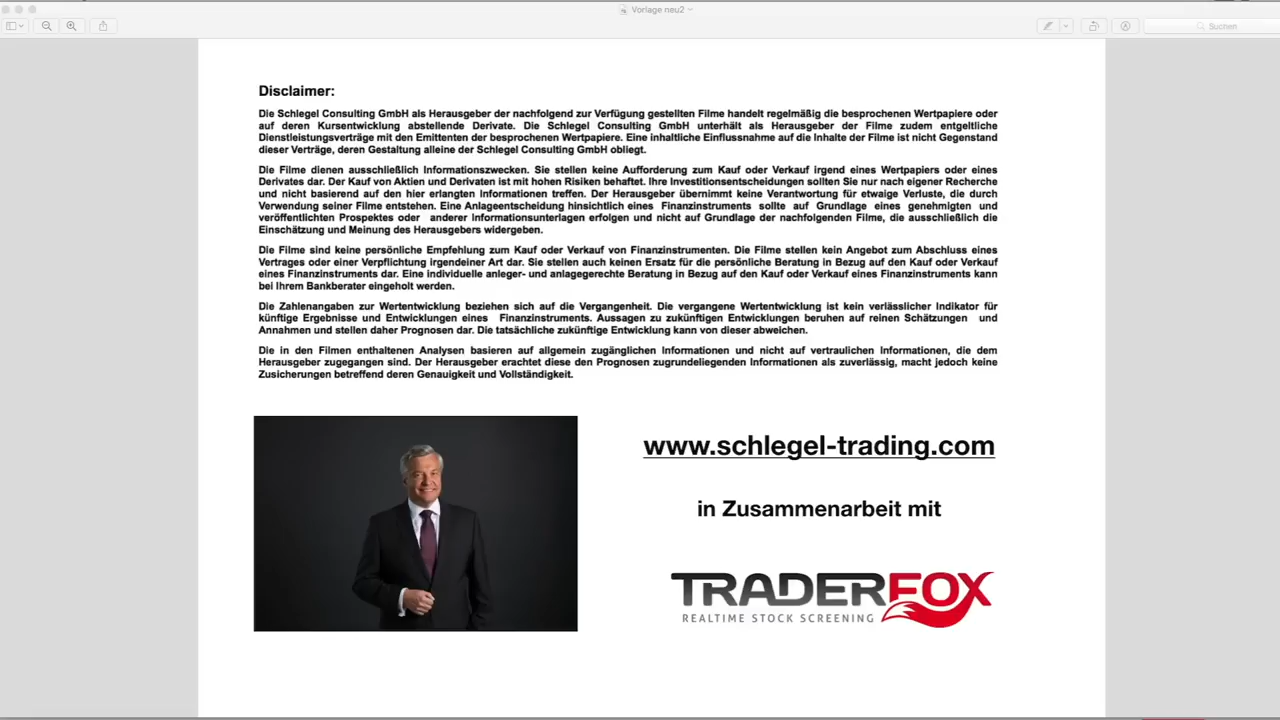 Vorlage neu2
Suchen
Disclaimer:
Die Schlegel Consulting GmbH als Herausgeber der nachfolgend zur Verfügung gestellten Filme handelt regelmäßig die besprochenen Wertpapiere oder
auf deren Kursentwicklung abstellende Derivate. Die Schlegel Consulting GmbH unterhält als Herausgeber der Filme zudem entgeltliche
Dienstleistungsverträge mit den Emittenten der besprochenen Wertpapiere. Eine inhaltliche Einflussnahme auf die Inhalte der Filme ist nicht Gegenstand
dieser Verträge, deren Gestaltung alleine der Schlegel Consulting GmbH obliegt.
Die Filme dienen ausschließlich Informationszwecken. Sie stellen keine Aufforderung zum Kauf oder Verkauf irgend eines Wertpapiers oder eines
Derivates dar. Der Kauf von Aktien und Derivaten ist mit hohen Risiken behaftet. Ihre Investitionsentscheidungen sollten Sie nur nach eigener Recherche
und nicht basierend auf den hier erlangten Informationen treffen. Der Herausgeber übernimmt keine Verantwortung für etwaige Verluste, die durch
Verwendung seiner Filme entstehen. Eine Anlageentscheidung hinsichtlich eines Finanzinstruments sollte auf Grundlage eines genehmigten und
veröffentlichten Prospektes oder anderer Informationsunterlagen erfolgen und nicht auf Grundlage der nachfolgenden Filme, die ausschließlich die
Einschätzung und Meinung des Herausgebers widergeben.
Die Filme sind keine persönliche Empfehlung zum Kauf oder Verkauf von Finanzinstrumenten. Die Filme stellen kein Angebot zum Abschluss eines
Vertrages oder einer Verpflichtung irgendeiner Art dar. Sie stellen auch keinen Ersatz für die persönliche Beratung in Bezug auf den Kauf oder Verkauf
eines Finanzinstruments dar. Eine individuelle anleger- und anlagegerechte Beratung in Bezug auf den Kauf oder Verkauf eines Finanzinstruments kann
bei Ihrem Bankberater eingeholt werden.
Die Zahlenangaben zur Wertentwicklung beziehen sich auf die Vergangenheit. Die vergangene Wertentwicklung ist kein verlässlicher Indikator für
künftige Ergebnisse und Entwicklungen eines Finanzinstruments. Aussagen zu zukünftigen Entwicklungen beruhen auf reinen Schätzungen und
Annahmen und stellen daher Prognosen dar. Die tatsächliche zukünftige Entwicklung kann von dieser abweichen.
Die in den Filmen enthaltenen Analysen basieren auf allgemein zugänglichen Informationen und nicht auf vertraulichen Informationen, die dem
Herausgeber zugegangen sind. Der Herausgeber erachtet diese den Prognosen zugrundeliegenden Informationen als zuverlässig, macht jedoch keine
Zusicherungen betreffend deren Genauigkeit und Vollständigkeit.
www.schlegel-trading.com
in Zusammenarbeit mit
TRADERFOX
REALTIME STOCK SCREENING